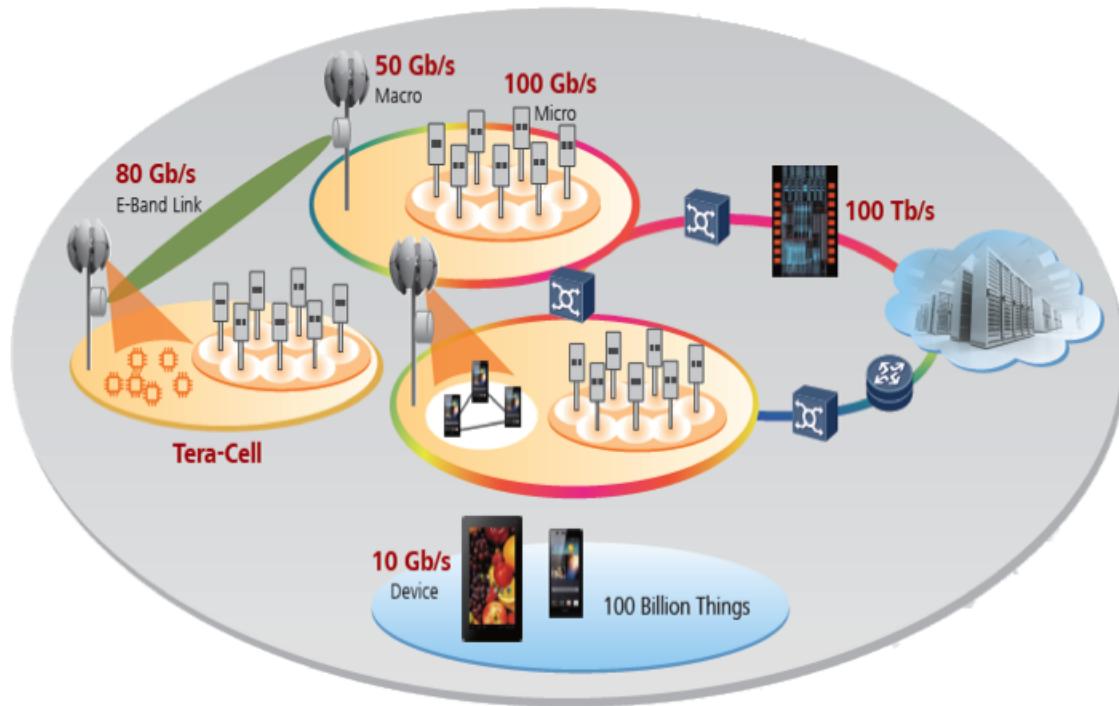 50 Gb/s
Macro
100 Gb/s
Micro
80 Gb/s
E-Band Link
100 Tb/s
Tera-Cell
10 Gb/s
Device
100 Billion Things